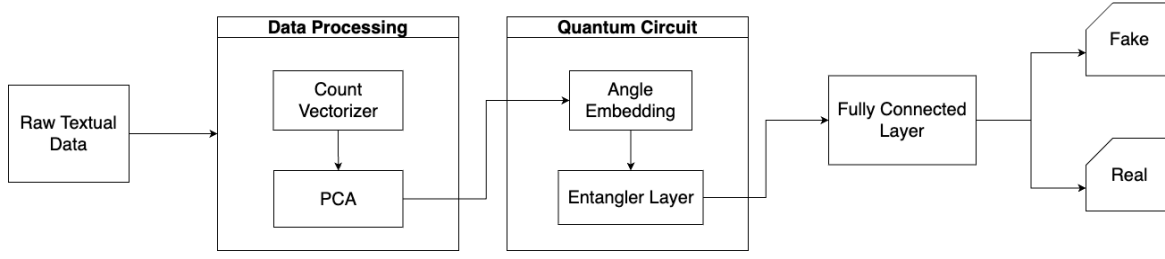 Raw Textual
Data
Data Processing
Count
Vectorizer
PCA
Quantum Circuit
Angle
Embedding
Entangler Layer
Fully Connected
Layer
Fake
Real